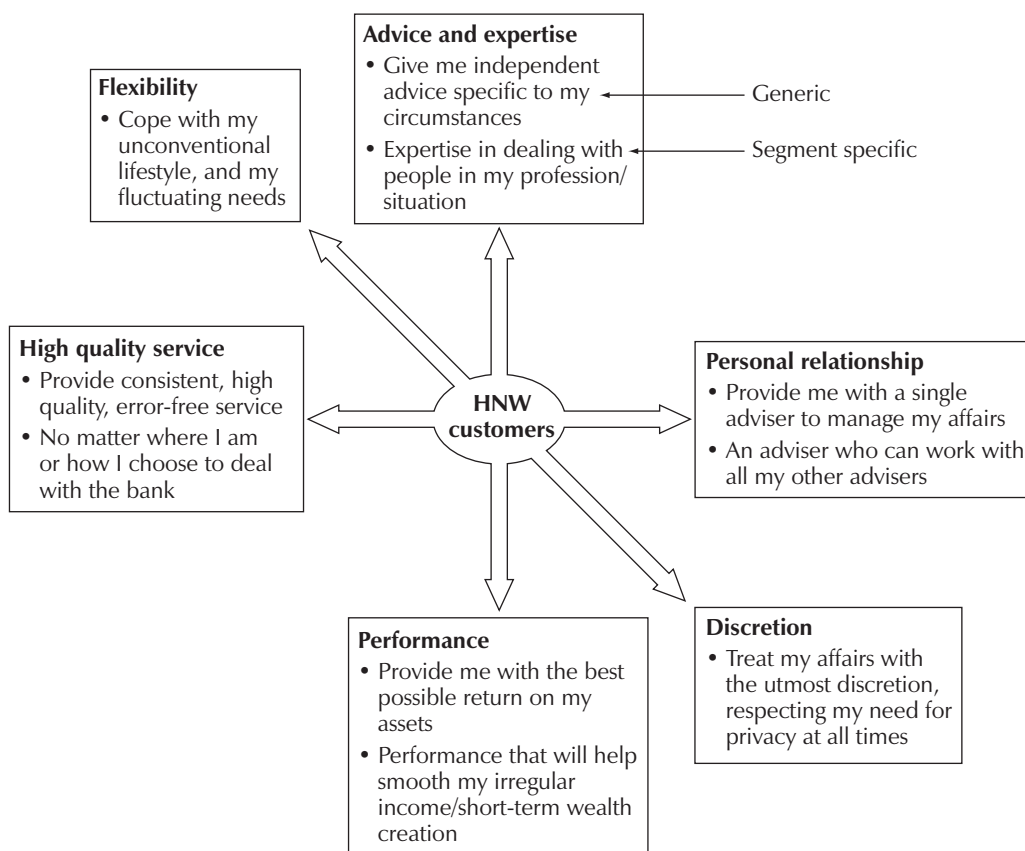 Advice and expertise
• Give me independent
advice specific to my
circumstances
• Expertise in dealing with
people in my profession/
situation
Generic
Segment specific
Flexibility
• Cope with my
unconventional
lifestyle, and my
fluctuating needs
High quality service
• Provide consistent, high
quality, error-free service
• No matter where I am
or how I choose to deal
with the bank
HNW
customers
Personal relationship
• Provide me with a single
adviser to manage my affairs
• An adviser who can work with
all my other advisers
Performance
• Provide me with the best
possible return on my
assets
• Performance that will help
smooth my irregular
income/short-term wealth
creation
Discretion
• Treat my affairs with
the utmost discretion,
respecting my need for
privacy at all times